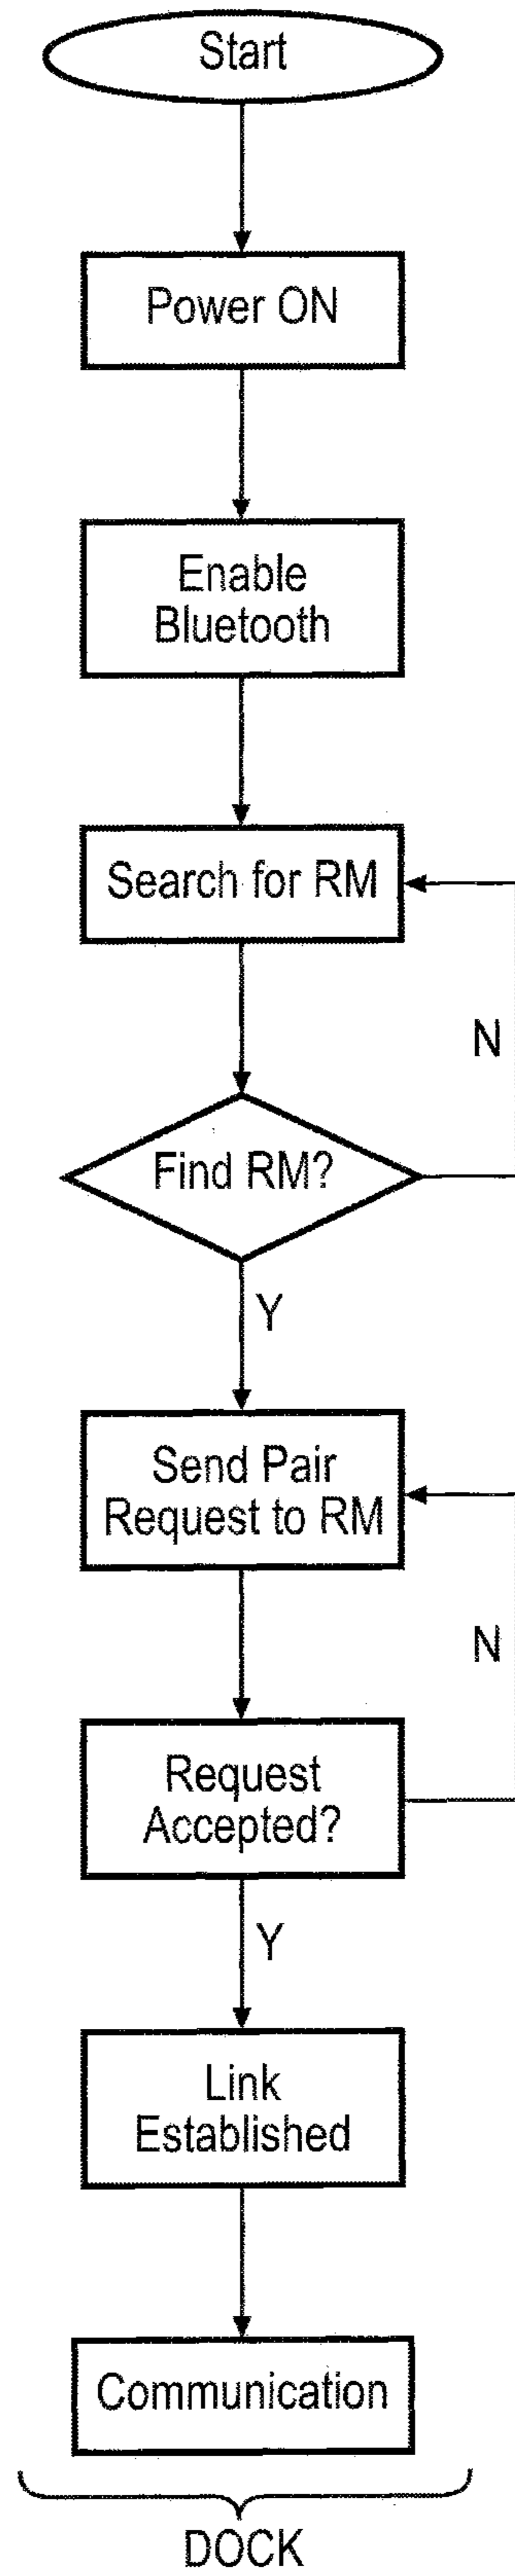 Start
Power ON
Enable
Bluetooth
Search for RM
N
Find RM?
Y
Send Pair
Request to RM
N
Request
Accepted?
Y
Link
Established
Communication
DOCK